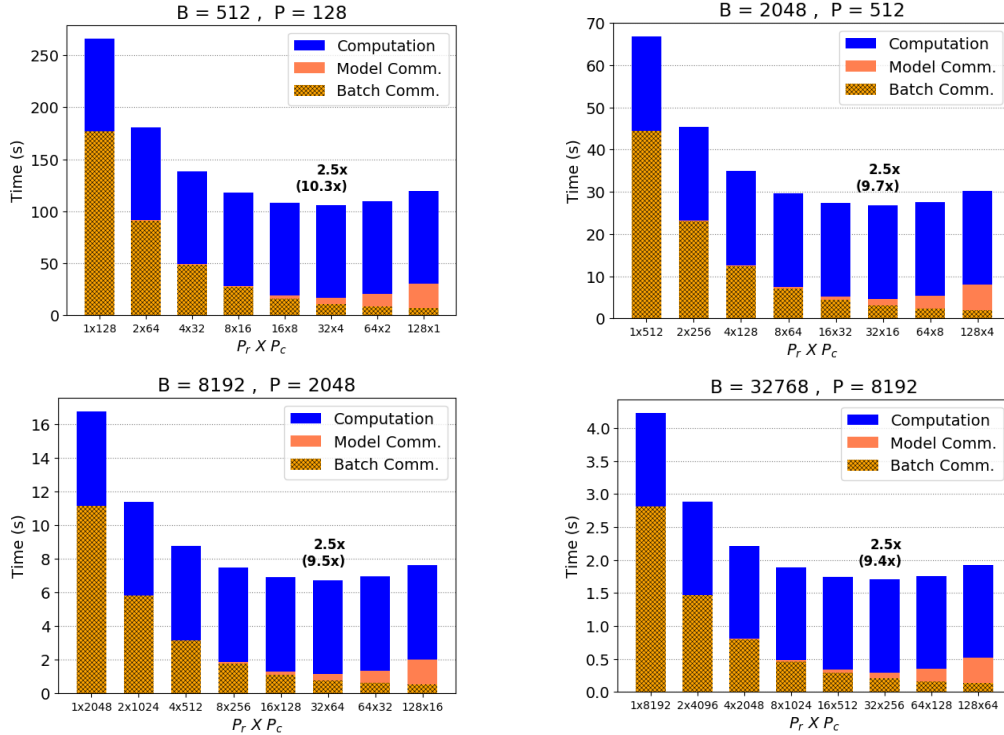 B = 512 , P = 128
Time (s)
250
200
150
100
50
0
Computation
Model Comm.
Batch Comm.
2.5x
(10.3x)
1x128 2x64 4x32 8x16 16x8 32x4 64x2 128x1
P_r X P_c
B = 2048 , P = 512
Time (s)
70
60
50
40
30
20
10
0
Computation
Model Comm.
Batch Comm.
2.5x
(9.7x)
1x512 2x256 4x128 8x64 16x32 32x16 64x8 128x4
P_r X P_c
B = 8192 , P = 2048
Time (s)
16
14
12
10
8
6
4
2
0
Computation
Model Comm.
Batch Comm.
2.5x
(9.5x)
1x2048 2x1024 4x512 8x256 16x128 32x64 64x32 128x16
P_r X P_c
B = 32768 , P = 8192
Time (s)
4.0
3.5
3.0
2.5
2.0
1.5
1.0
0.5
0.0
Computation
Model Comm.
Batch Comm.
2.5x
(9.4x)
1x8192 2x4096 4x2048 8x1024 16x512 32x256 64x128 128x64
P_r X P_c